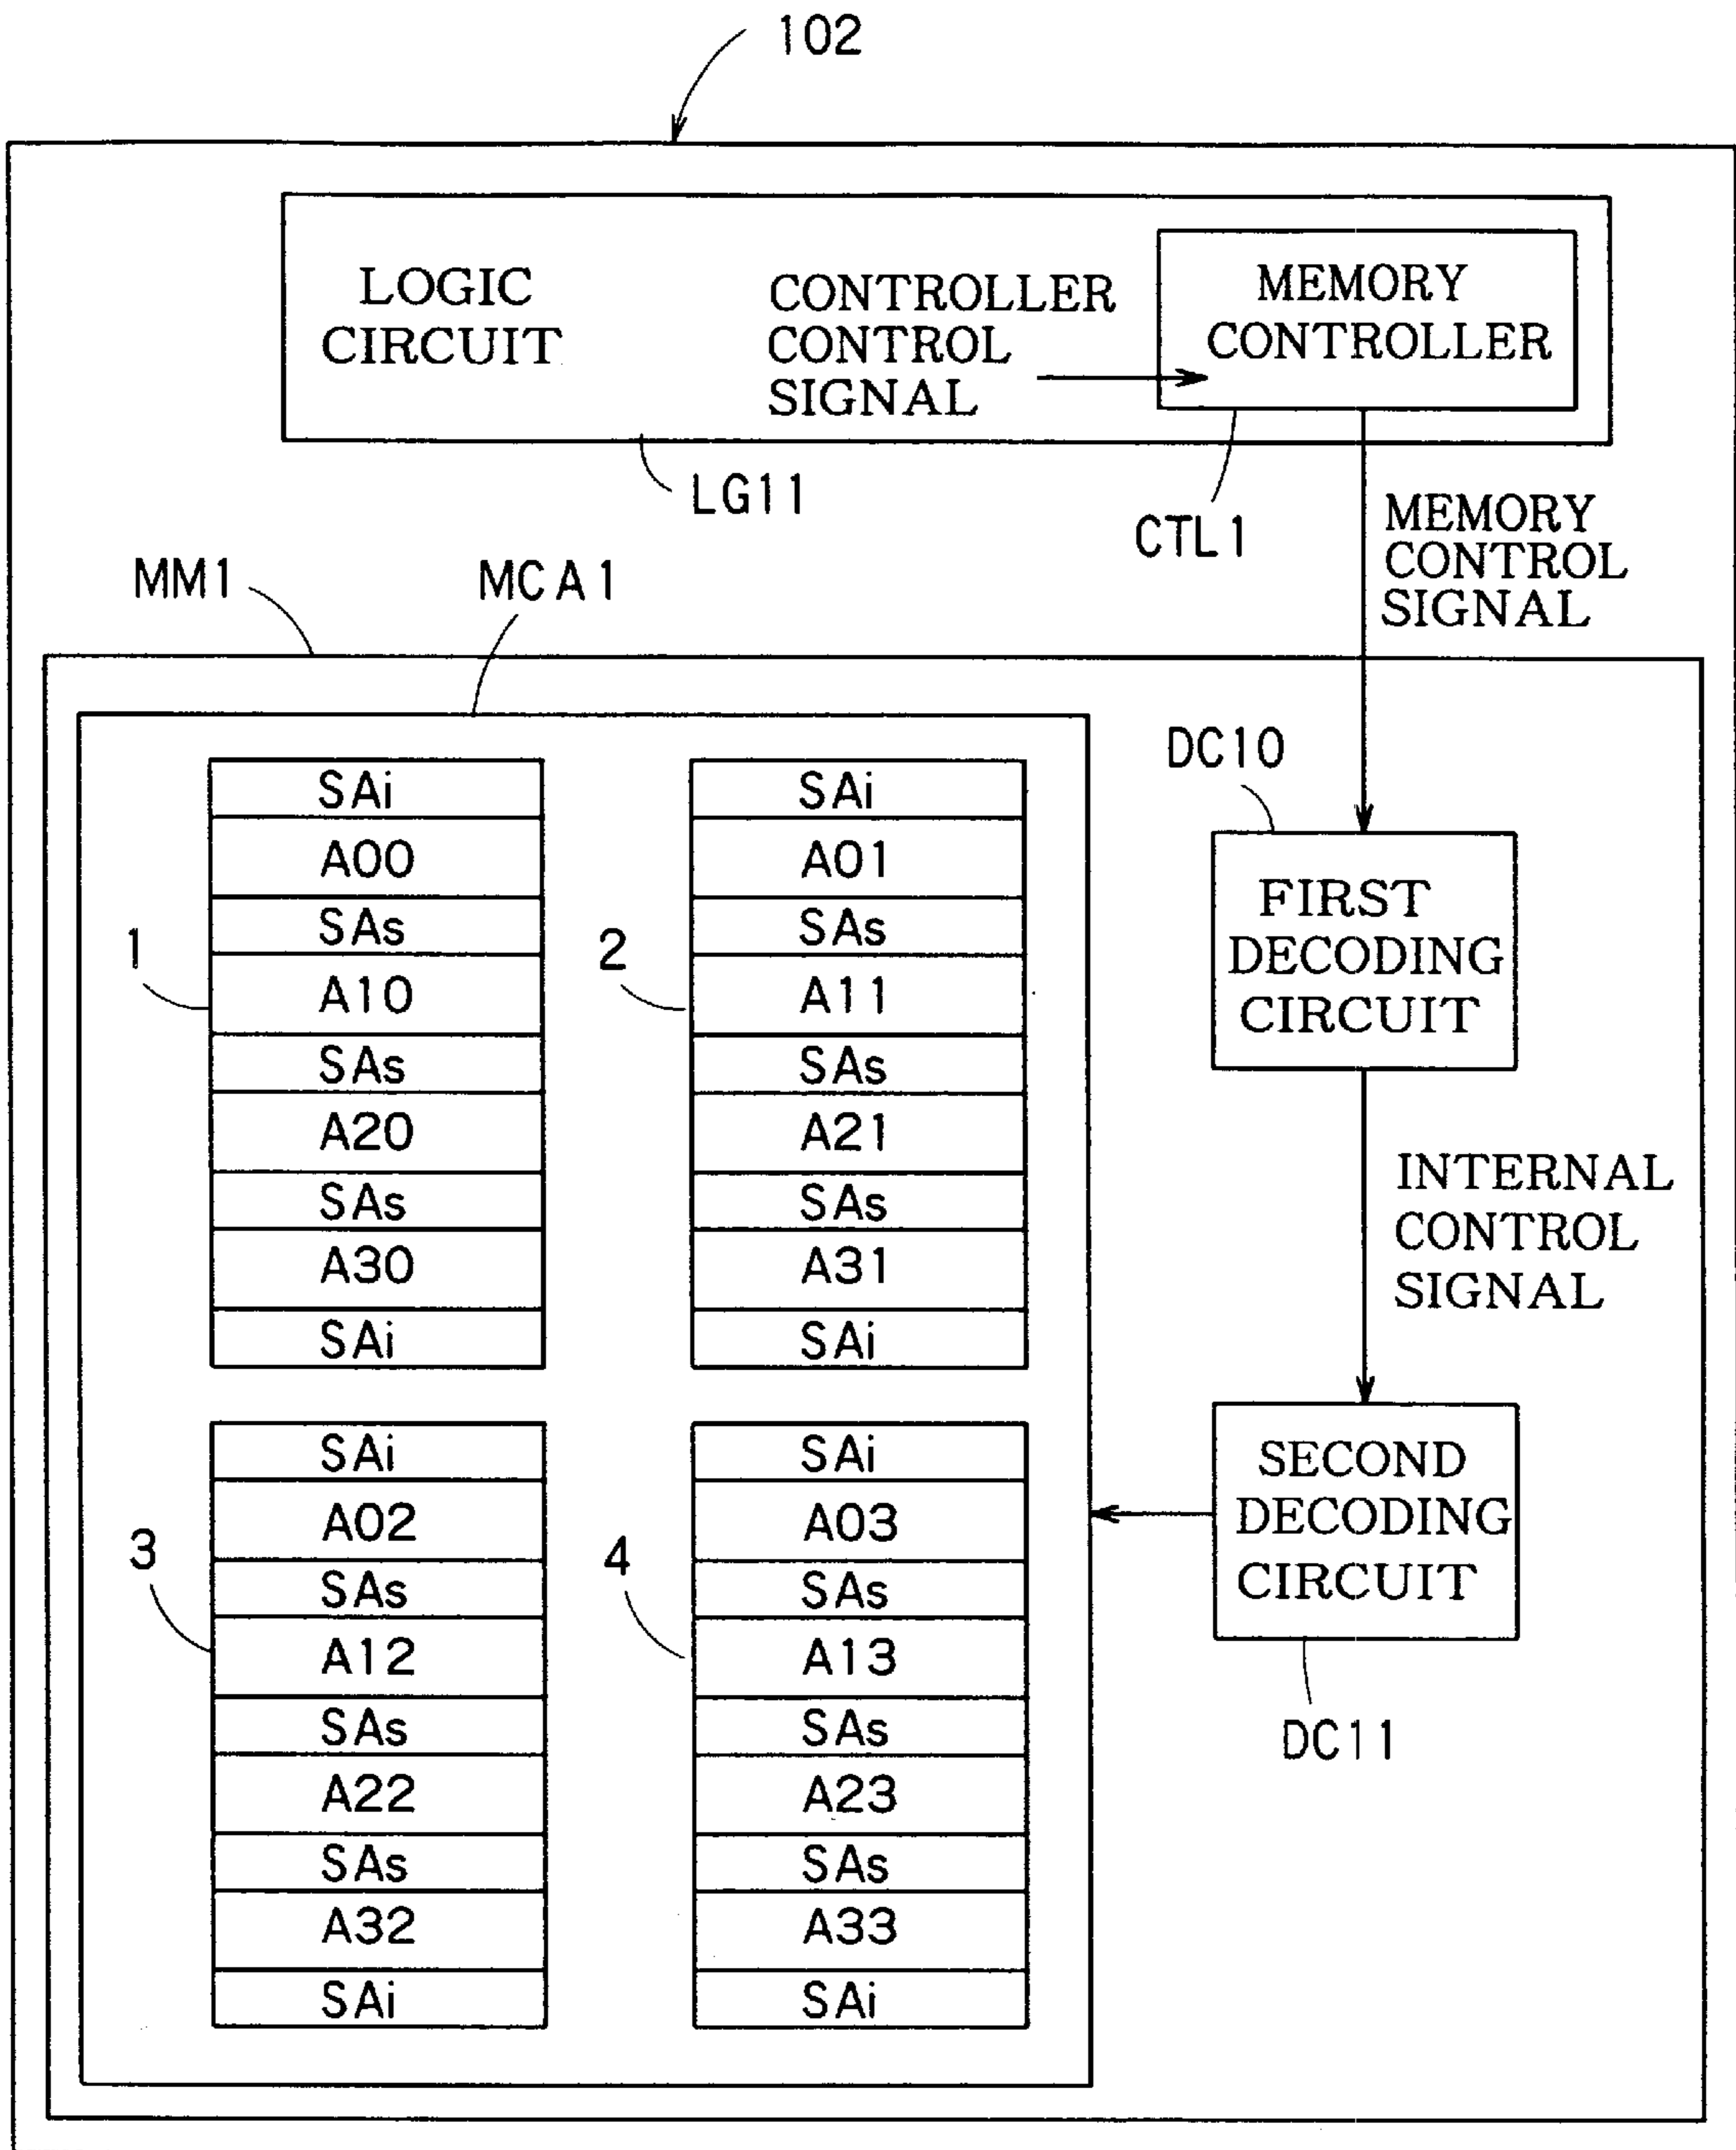 102
LOGIC
CIRCUIT
CONTROLLER
CONTROL
SIGNAL
MEMORY
CONTROLLER
LG11
CTL1
MEMORY
CONTROL
SIGNAL
MM1
MCA1
SAi
A00
SAs
A10
SAs
A20
SAs
A30
SAi
1
SAi
A01
SAs
A11
SAs
A21
SAs
A31
SAi
2
DC10
FIRST
DECODING
CIRCUIT
INTERNAL
CONTROL
SIGNAL
SAi
A02
SAs
A12
SAs
A22
SAs
A32
SAi
3
SAi
A03
SAs
A13
SAs
A23
SAs
A33
SAi
4
SECOND
DECODING
CIRCUIT
DC11